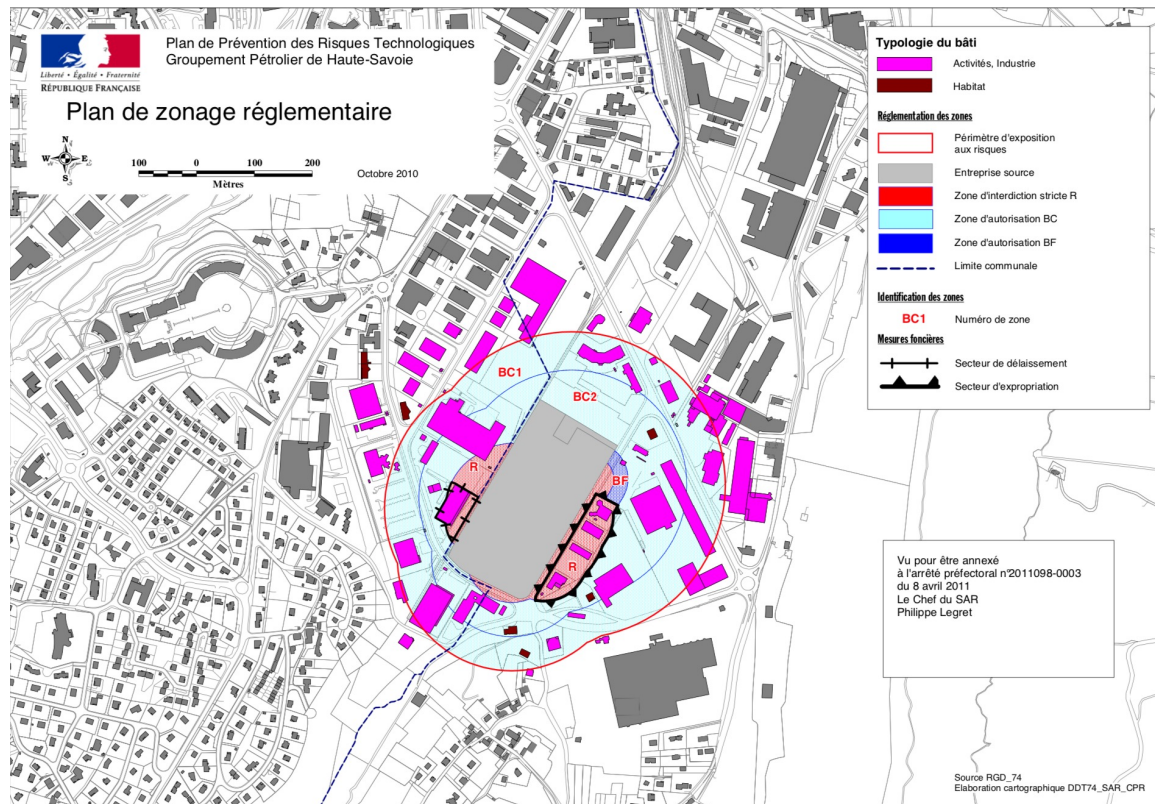 Plan de Prévention des Risques Technologiques
Groupement Pétrolier de Haute-Savoie
Liberté • Égalité • Fraternité
RÉPUBLIQUE FRANÇAISE
Plan de zonage réglementaire
N
W E
S
100 0 100 200
Mètres
Octobre 2010
Typologie du bâti
Activités, Industrie
Habitat
Réglementation des zones
Périmètre d'exposition
aux risques
Entreprise source
Zone d'interdiction stricte R
Zone d'autorisation BC
Zone d'autorisation BF
Limite communale
Identification des zones
BC1 Numéro de zone
Mesures foncières
Secteur de délaissement
Secteur d'expropriation
BC1
BC2
R
BF
R
Vu pour être annexé
à l'arrêté préfectoral n°2011098-0003
du 8 avril 2011
Le Chef du SAR
Philippe Legret
Source RGD_74
Elaboration cartographique DDT74_SAR_CPR